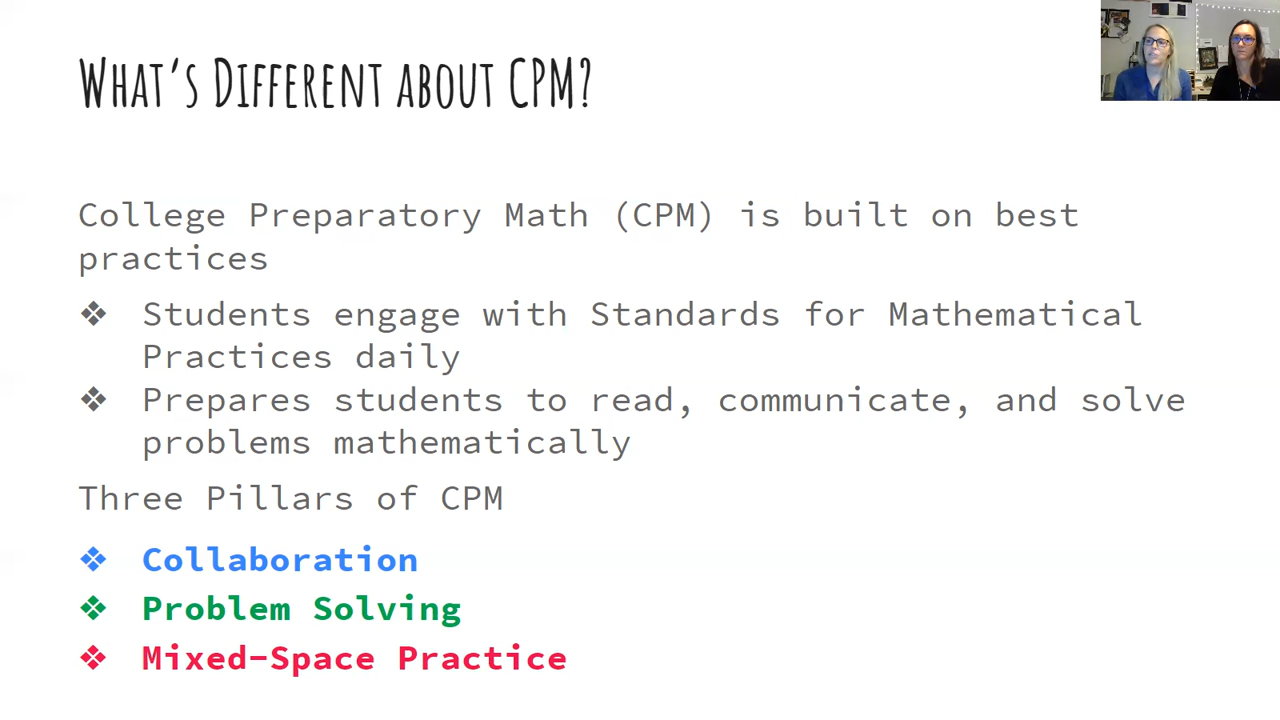 What's Different about CPM?
College Preparatory Math (CPM) is built on best
practices
❖ Students engage with Standards for Mathematical
Practices daily
❖ Prepares students to read, communicate, and solve
problems mathematically
Three Pillars of CPM
❖ Collaboration
❖ Problem Solving
❖ Mixed-Space Practice